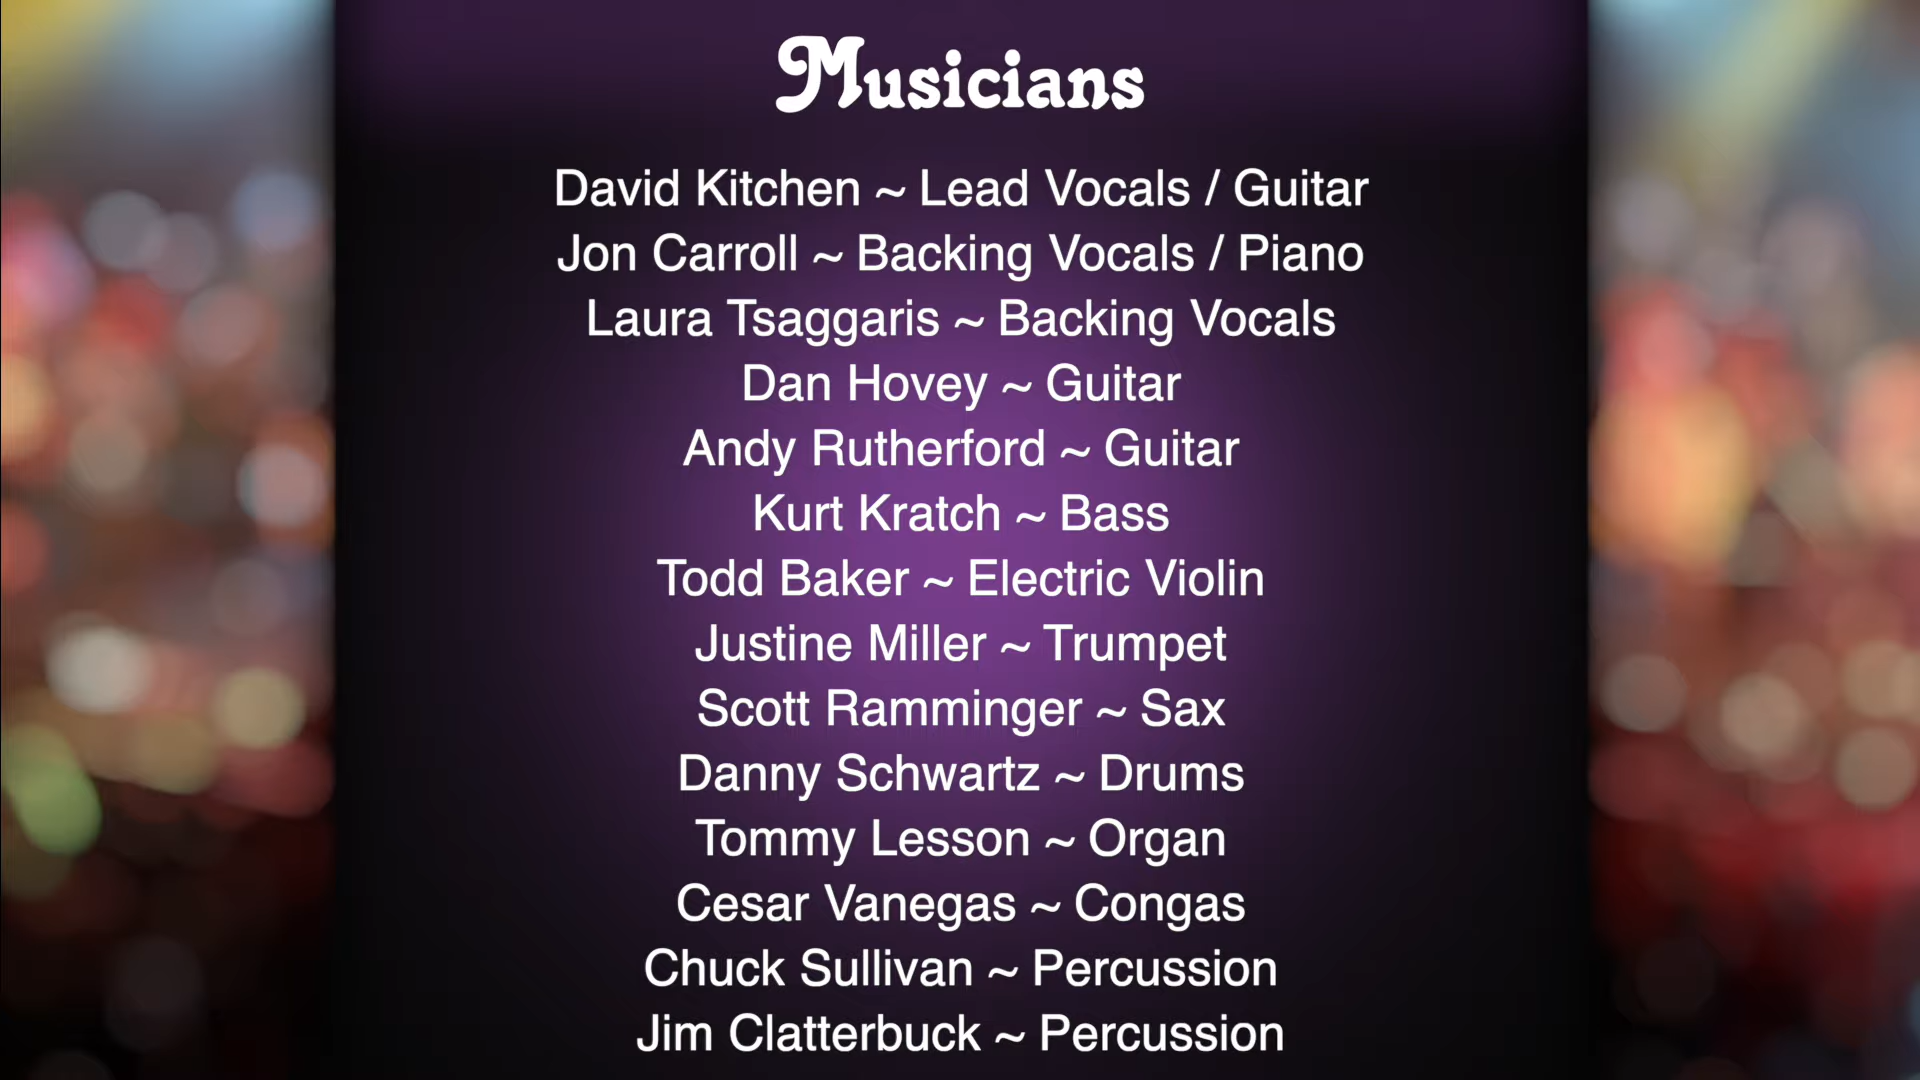 Musicians
David Kitchen ~ Lead Vocals / Guitar
Jon Carroll ~ Backing Vocals / Piano
Laura Tsaggaris ~ Backing Vocals
Dan Hovey ~ Guitar
Andy Rutherford ~ Guitar
Kurt Kratch ~ Bass
Todd Baker ~ Electric Violin
Justine Miller ~ Trumpet
Scott Ramminger ~ Sax
Danny Schwartz ~ Drums
Tommy Lesson ~ Organ
Cesar Vanegas ~ Congas
Chuck Sullivan ~ Percussion
Jim Clatterbuck ~ Percussion